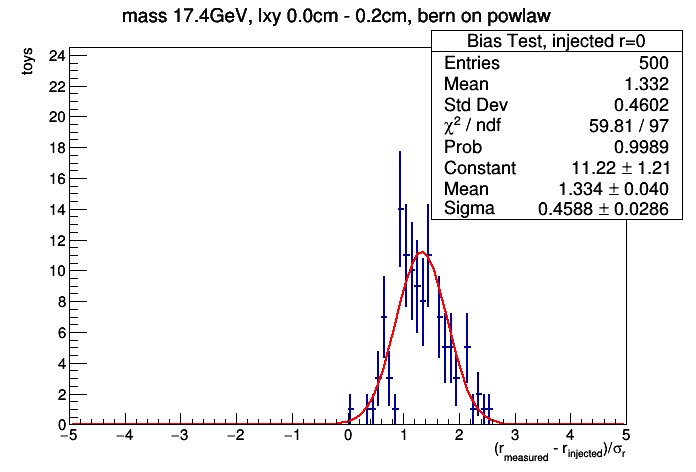 mass 17.4GeV, lxy 0.0cm - 0.2cm, bern on powlaw
Bias Test, injected r=0
Entries 500
Mean 1.332
Std Dev 0.4602
χ² / ndf 59.81 / 97
Prob 0.9989
Constant 11.22 ± 1.21
Mean 1.334 ± 0.040
Sigma 0.4588 ± 0.0286
toys
24
22
20
18
16
14
12
10
8
6
4
2
0
−5 −4 −3 −2 −1 0 1 2 3 4 5
(r_measured - r_injected)/σ_r